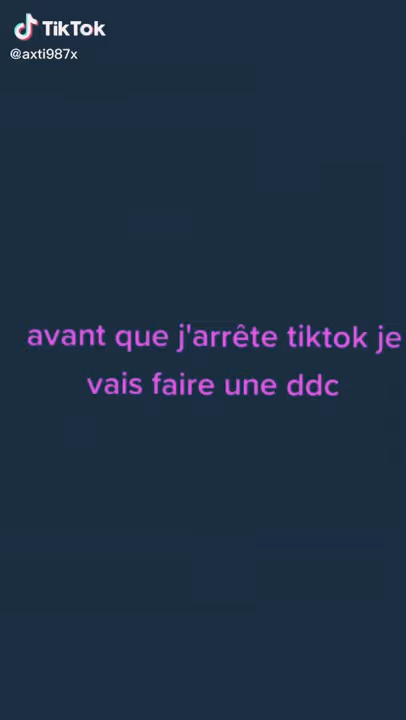 TikTok
@axti987x
avant que j'arrête tiktok je
vais faire une ddc